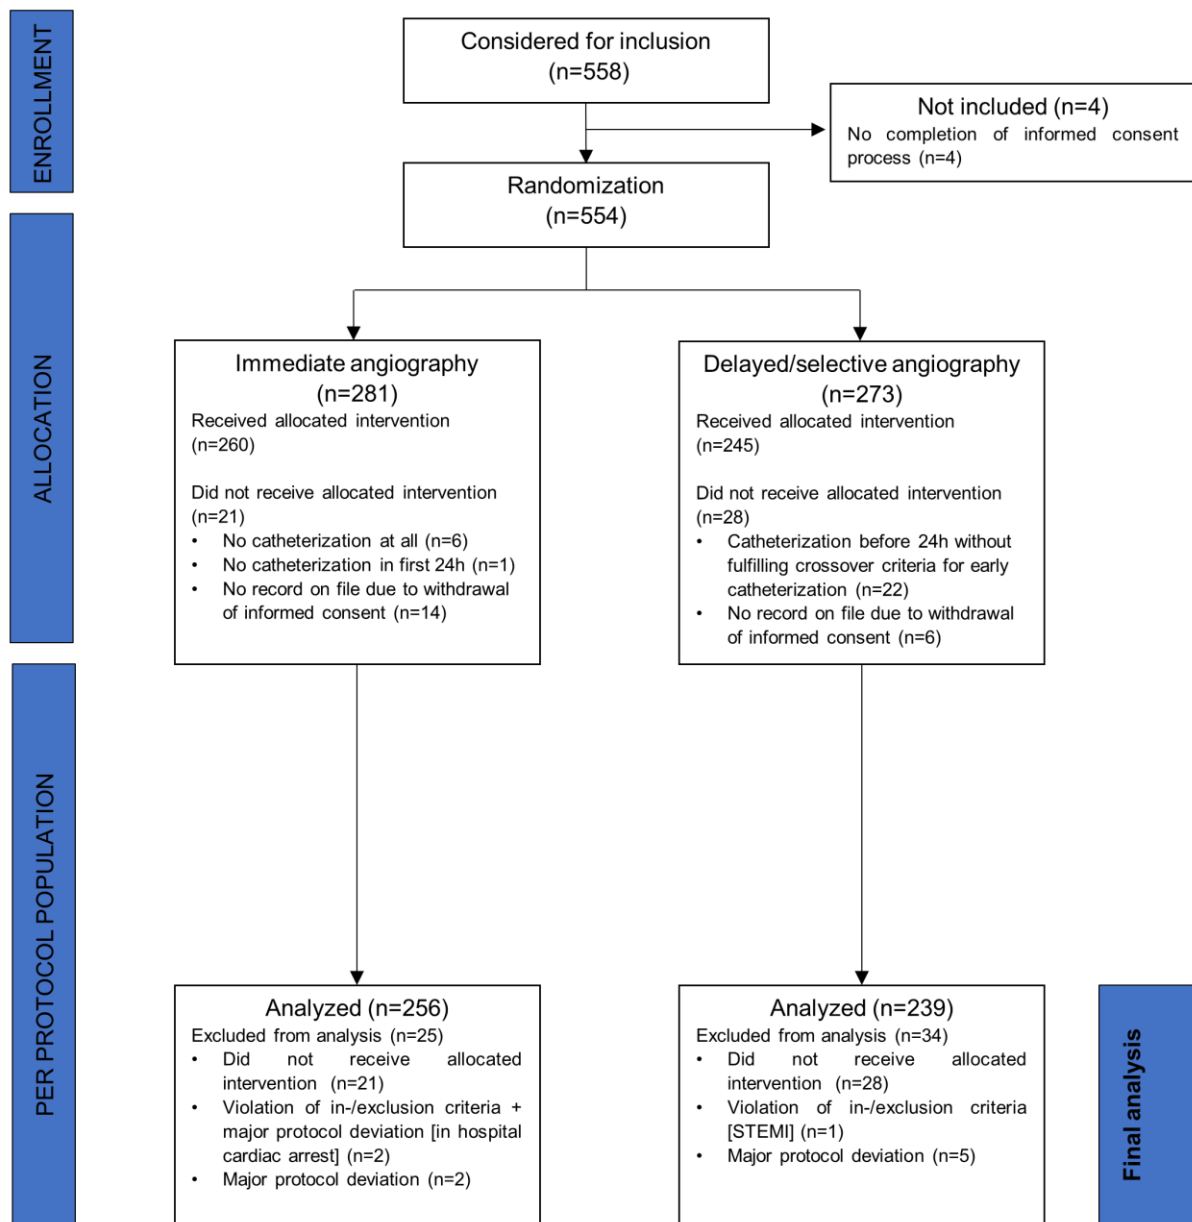 ENROLLMENT
Considered for inclusion
(n=558)
Not included (n=4)
No completion of informed consent
process (n=4)
Randomization
(n=554)
ALLOCATION
Immediate angiography
(n=281)
Received allocated intervention
(n=260)
Did not receive allocated intervention
(n=21)
• No catheterization at all (n=6)
• No catheterization in first 24h (n=1)
• No record on file due to withdrawal
of informed consent (n=14)
Delayed/selective angiography
(n=273)
Received allocated intervention
(n=245)
Did not receive allocated intervention
(n=28)
• Catheterization before 24h without
fulfilling crossover criteria for early
catheterization (n=22)
• No record on file due to withdrawal
of informed consent (n=6)
PER PROTOCOL POPULATION
Analyzed (n=256)
Excluded from analysis (n=25)
• Did not receive allocated
intervention (n=21)
• Violation of in-/exclusion criteria +
major protocol deviation [in hospital
cardiac arrest] (n=2)
• Major protocol deviation (n=2)
Analyzed (n=239)
Excluded from analysis (n=34)
• Did not receive allocated
intervention (n=28)
• Violation of in-/exclusion criteria
[STEMI] (n=1)
• Major protocol deviation (n=5)
Final analysis